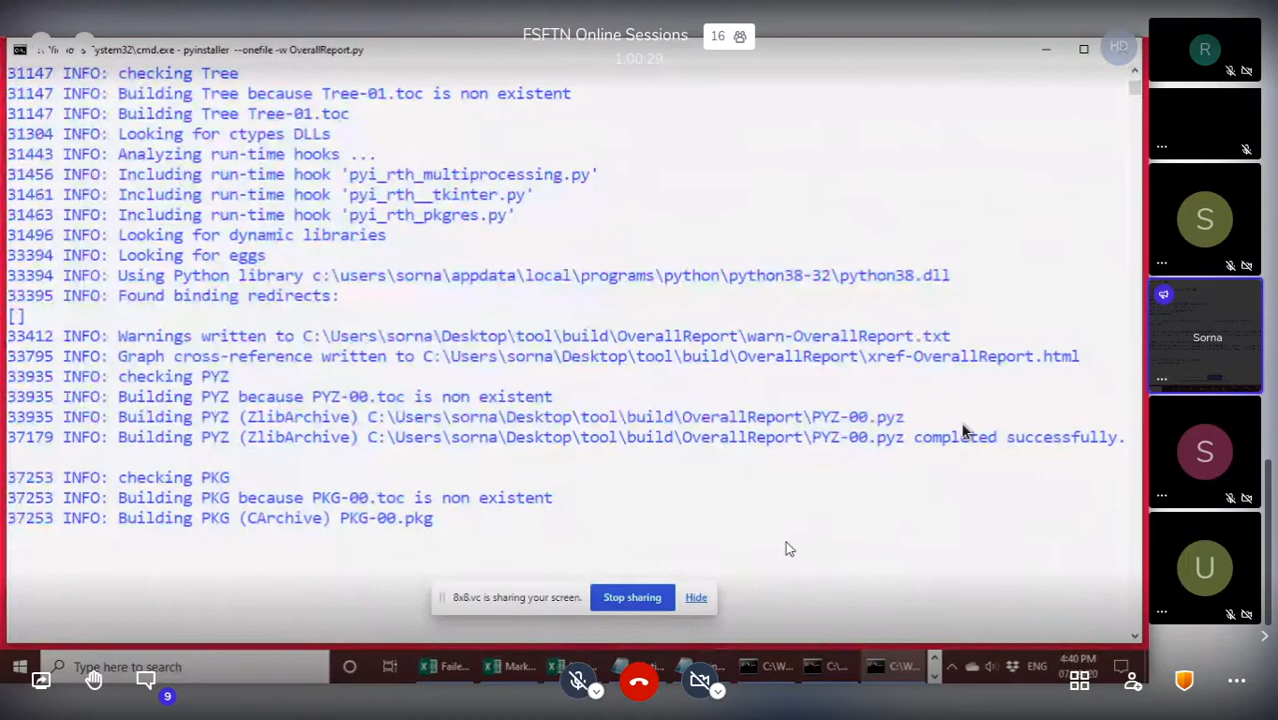 FSFTN Online Sessions
16
1:00:29
HD
System32\cmd.exe - pyinstaller --onefile -w OverallReport.py
31147 INFO: checking Tree
31147 INFO: Building Tree because Tree-01.toc is non existent
31147 INFO: Building Tree Tree-01.toc
31304 INFO: Looking for ctypes DLLs
31443 INFO: Analyzing run-time hooks ...
31456 INFO: Including run-time hook 'pyi_rth_multiprocessing.py'
31461 INFO: Including run-time hook 'pyi_rth__tkinter.py'
31463 INFO: Including run-time hook 'pyi_rth_pkgres.py'
31496 INFO: Looking for dynamic libraries
33394 INFO: Looking for eggs
33394 INFO: Using Python library c:\users\sorna\appdata\local\programs\python\python38-32\python38.dll
33395 INFO: Found binding redirects:
[]
33412 INFO: Warnings written to C:\Users\sorna\Desktop\tool\build\OverallReport\warn-OverallReport.txt
33795 INFO: Graph cross-reference written to C:\Users\sorna\Desktop\tool\build\OverallReport\xref-OverallReport.html
33935 INFO: checking PYZ
33935 INFO: Building PYZ because PYZ-00.toc is non existent
33935 INFO: Building PYZ (ZlibArchive) C:\Users\sorna\Desktop\tool\build\OverallReport\PYZ-00.pyz
37179 INFO: Building PYZ (ZlibArchive) C:\Users\sorna\Desktop\tool\build\OverallReport\PYZ-00.pyz completed successfully.
37253 INFO: checking PKG
37253 INFO: Building PKG because PKG-00.toc is non existent
37253 INFO: Building PKG (CArchive) PKG-00.pkg
8x8.vc is sharing your screen.
Stop sharing
Hide
R
S
Sorna
S
U
Type here to search
Faile...
Mark...
C:\W...
C:\...
C:\W...
ENG
4:40 PM
9